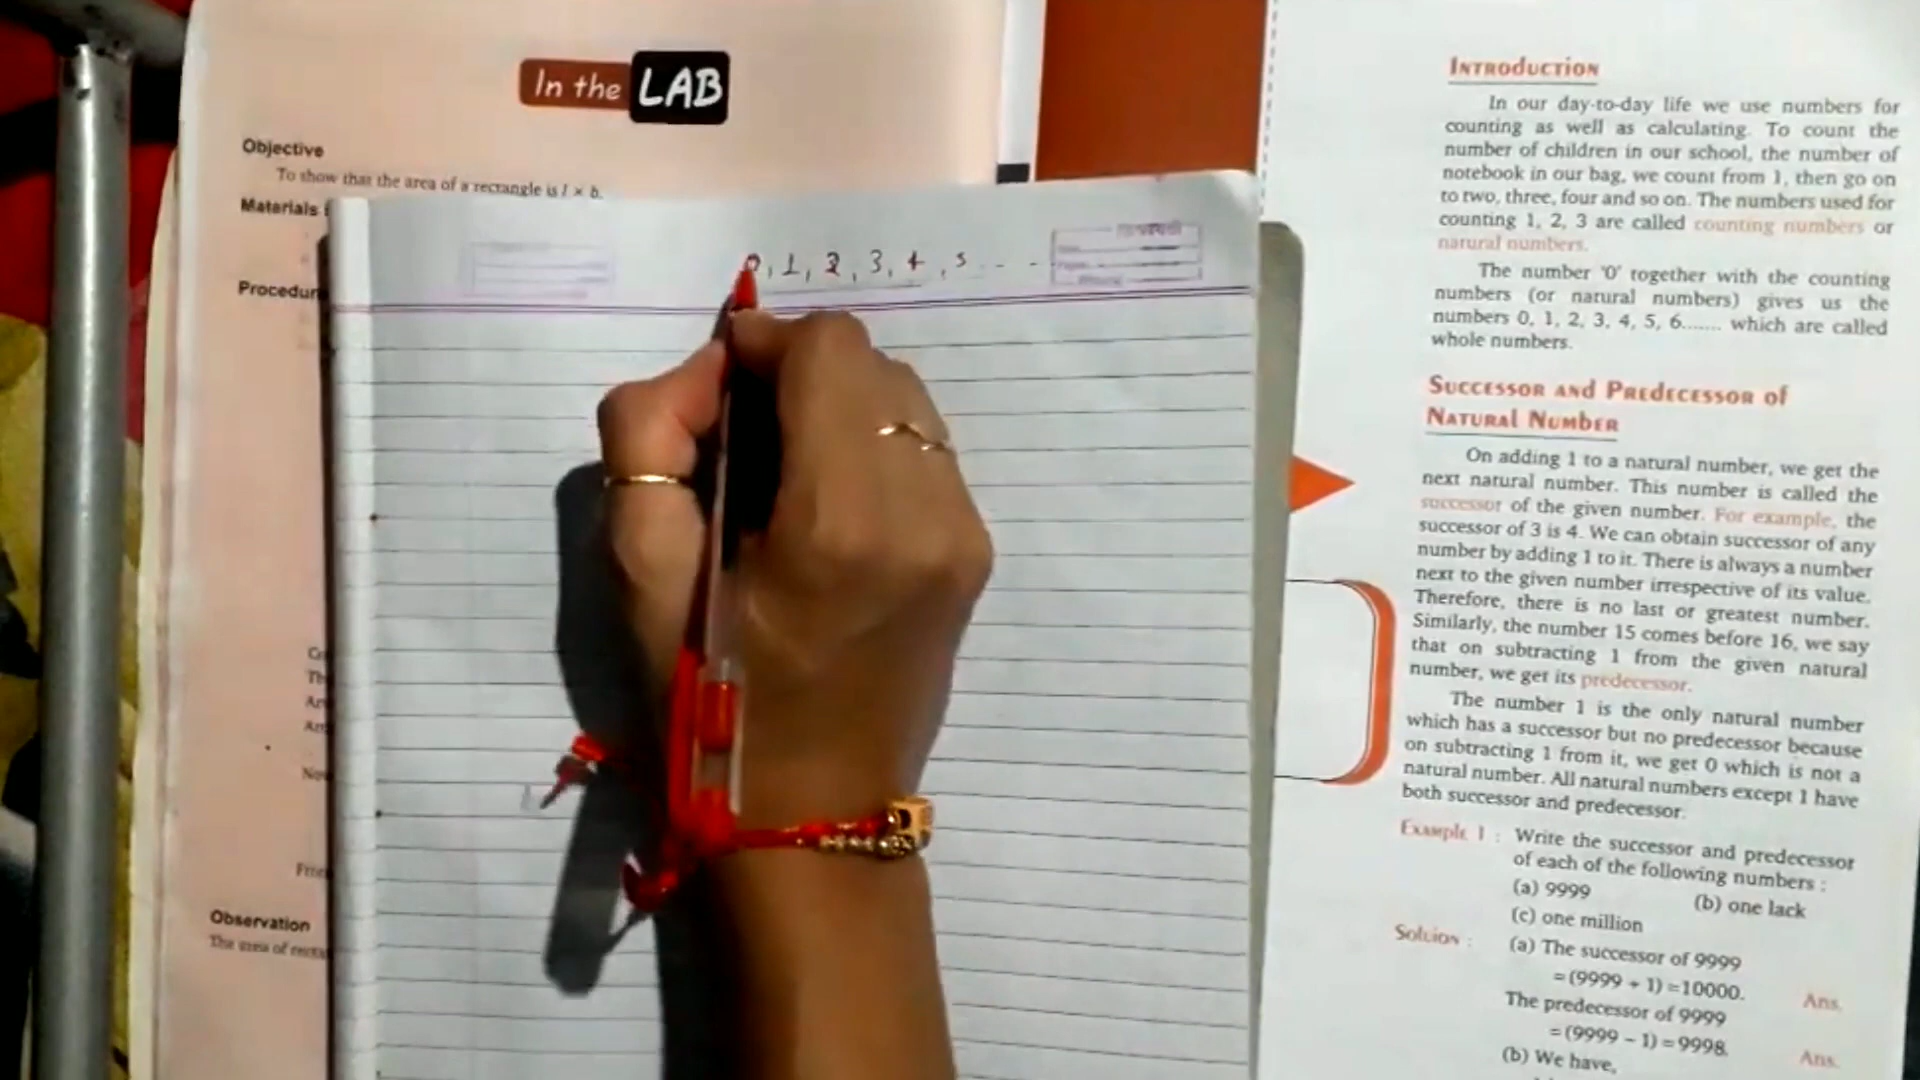 In the LAB
Objective
To show that the area of a rectangle is l × b.
Materials
Procedur
Observation
The area of
0, 1, 2, 3, 4, 5 - - -
INTRODUCTION
In our day-to-day life we use numbers for
counting as well as calculating. To count the
number of children in our school, the number of
notebook in our bag, we count from 1, then go on
to two, three, four and so on. The numbers used for
counting 1, 2, 3 are called counting numbers or
natural numbers.
The number '0' together with the counting
numbers (or natural numbers) gives us the
numbers 0, 1, 2, 3, 4, 5, 6....... which are called
whole numbers.
SUCCESSOR AND PREDECESSOR of
NATURAL NUMBER
On adding 1 to a natural number, we get the
next natural number. This number is called the
successor of the given number. For example, the
successor of 3 is 4. We can obtain successor of any
number by adding 1 to it. There is always a number
next to the given number irrespective of its value.
Therefore, there is no last or greatest number.
Similarly, the number 15 comes before 16, we say
that on subtracting 1 from the given natural
number, we get its predecessor.
The number 1 is the only natural number
which has a successor but no predecessor because
on subtracting 1 from it, we get 0 which is not a
natural number. All natural numbers except 1 have
both successor and predecessor.
Example 1 : Write the successor and predecessor
of each of the following numbers :
(a) 9999 (b) one lack
(c) one million
Soluion : (a) The successor of 9999
= (9999 + 1) =10000. Ans.
The predecessor of 9999
= (9999 – 1) = 9998. Ans.
(b) We have,